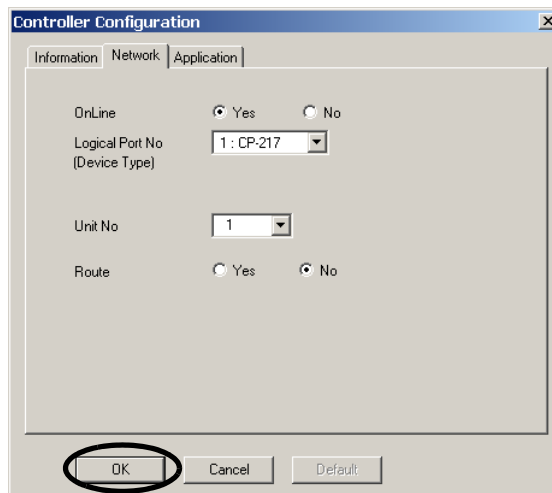 Controller Configuration
Information Network Application
OnLine Yes No
Logical Port No 1 : CP-217
(Device Type)
Unit No 1
Route Yes No
OK Cancel Default